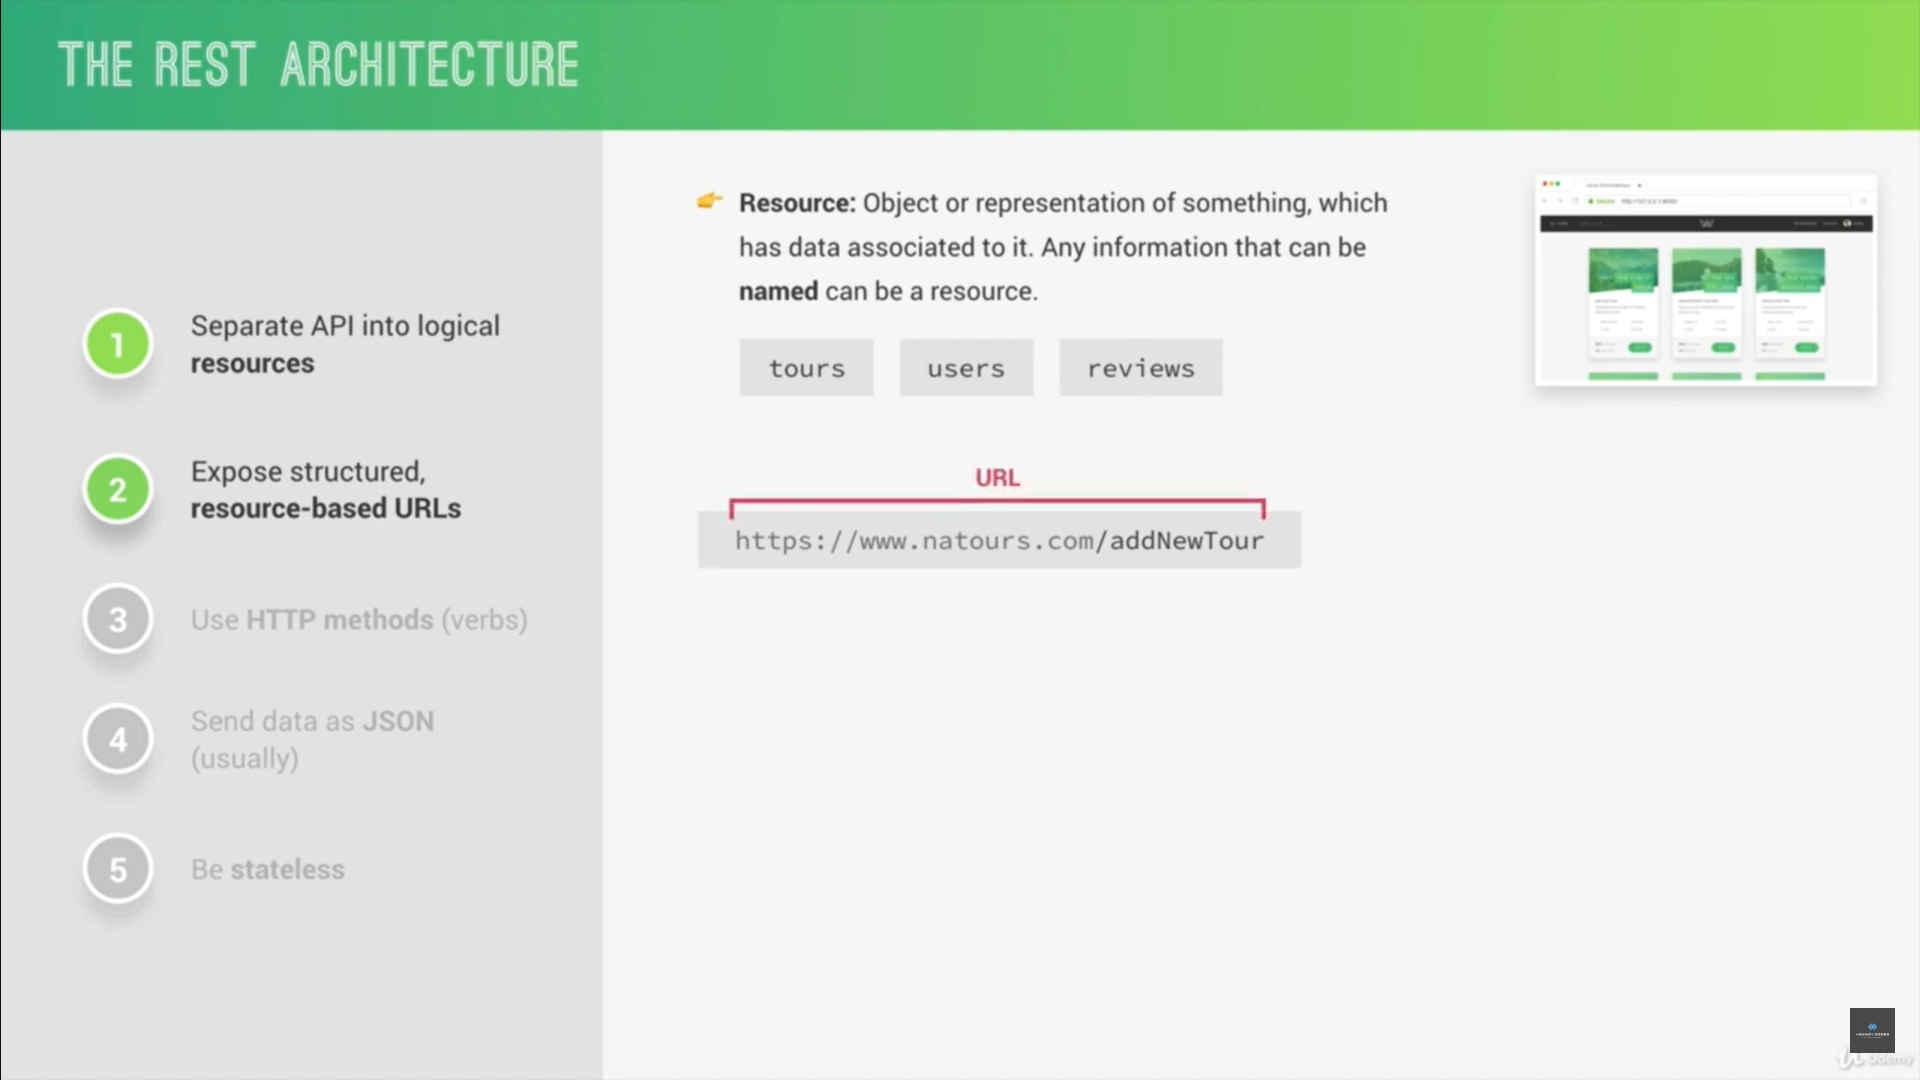 THE REST ARCHITECTURE
1
Separate API into logical
resources
2
Expose structured,
resource-based URLs
3
Use HTTP methods (verbs)
4
Send data as JSON
(usually)
5
Be stateless
Resource: Object or representation of something, which
has data associated to it. Any information that can be
named can be a resource.
tours
users
reviews
URL
https://www.natours.com/addNewTour
Udemy